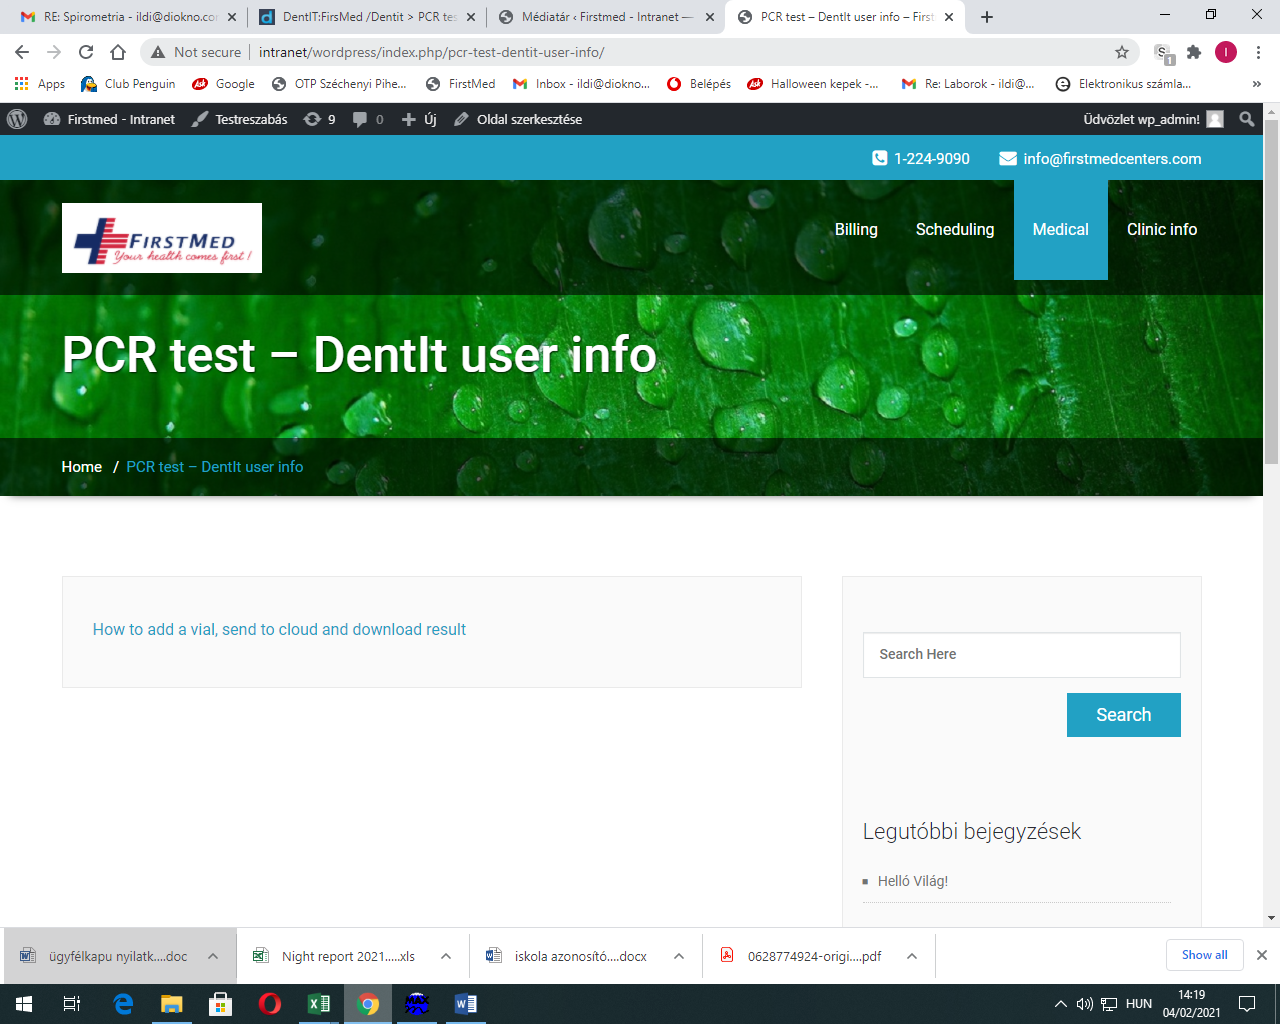 RE: Spirometria - ildi@diokno.co
DentIT:FirsMed /Dentit > PCR tes
Médiatár ‹ Firstmed - Intranet —
PCR test – DentIt user info – First
Not secure
intranet/wordpress/index.php/pcr-test-dentit-user-info/
S
1
I
Apps
Club Penguin
Ask
Google
OTP Széchenyi Pihe...
FirstMed
Inbox - ildi@diokno...
Belépés
Ask
Halloween kepek -...
Re: Laborok - ildi@...
Elektronikus számla...
»
Firstmed - Intranet
Testreszabás
9
0
Új
Oldal szerkesztése
Üdvözlet wp_admin!
1-224-9090
info@firstmedcenters.com
FIRSTMED
Your health comes first !
Billing
Scheduling
Medical
Clinic info
PCR test – DentIt user info
Home / PCR test – DentIt user info
How to add a vial, send to cloud and download result
Search Here
Search
Legutóbbi bejegyzések
Helló Világ!
ügyfélkapu nyilatk....doc
Night report 2021.....xls
iskola azonosító....docx
0628774924-origi....pdf
Show all
MAX
HUN
14:19
04/02/2021